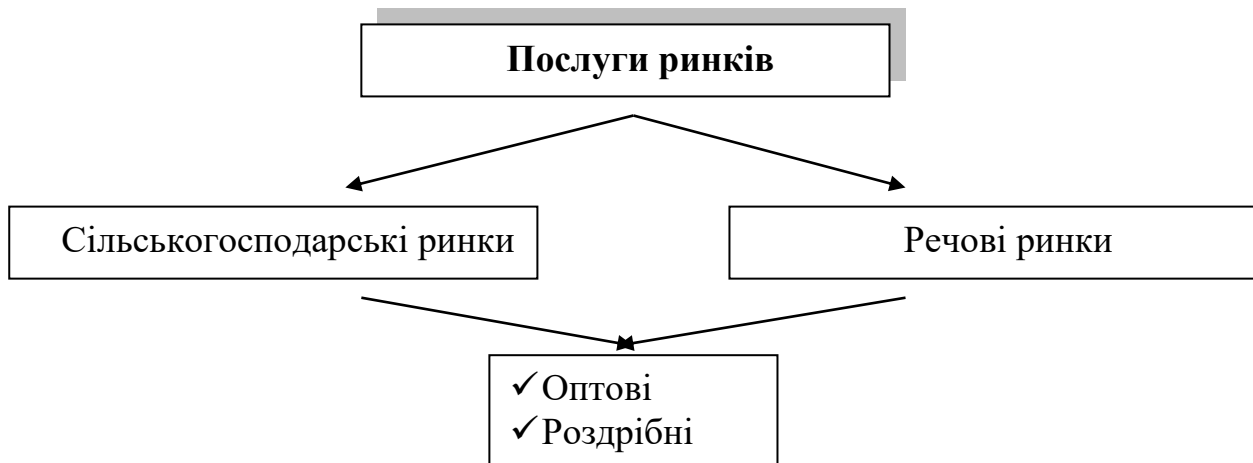 Послуги ринків
Сільськогосподарські ринки
Речові ринки
✓Оптові
✓Роздрібні